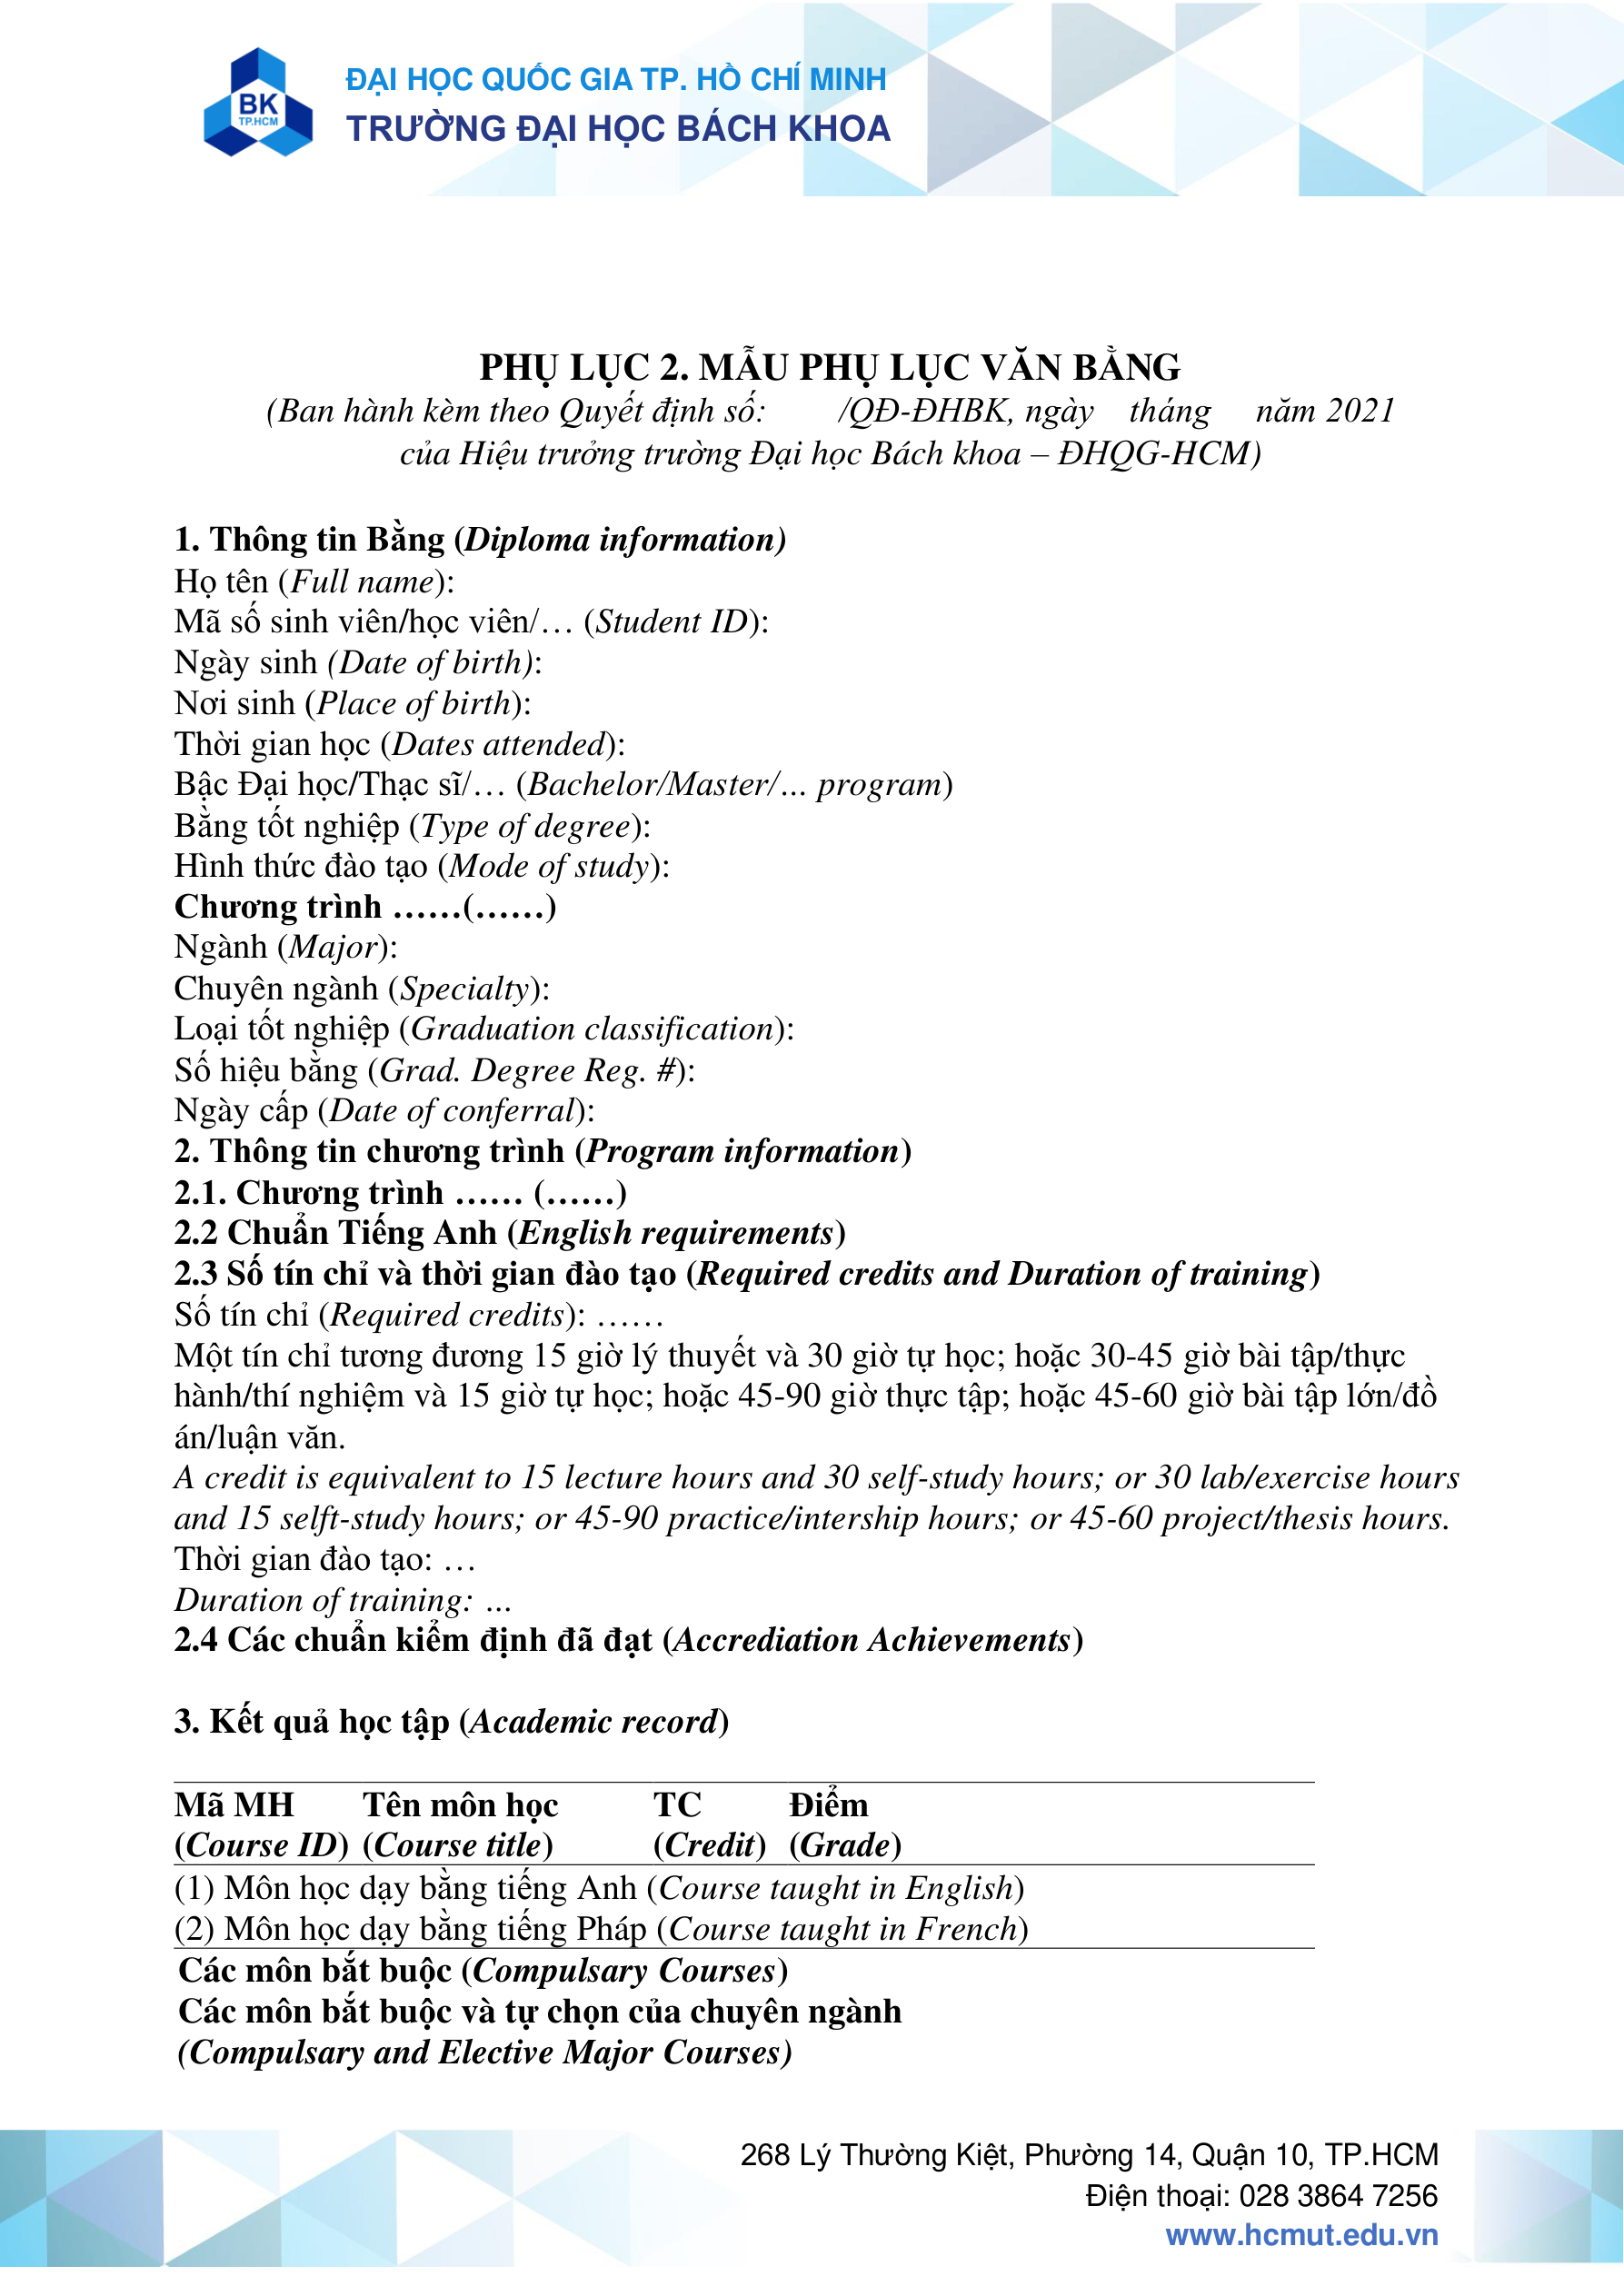 BK
TP.HCM
ĐẠI HỌC QUỐC GIA TP. HỒ CHÍ MINH
TRƯỜNG ĐẠI HỌC BÁCH KHOA
PHỤ LỤC 2. MẪU PHỤ LỤC VĂN BẰNG
(Ban hành kèm theo Quyết định số: /QĐ-ĐHBK, ngày tháng năm 2021
của Hiệu trưởng trường Đại học Bách khoa – ĐHQG-HCM)
1. Thông tin Bằng (Diploma information)
Họ tên (Full name):
Mã số sinh viên/học viên/… (Student ID):
Ngày sinh (Date of birth):
Nơi sinh (Place of birth):
Thời gian học (Dates attended):
Bậc Đại học/Thạc sĩ/… (Bachelor/Master/… program)
Bằng tốt nghiệp (Type of degree):
Hình thức đào tạo (Mode of study):
Chương trình ……(……)
Ngành (Major):
Chuyên ngành (Specialty):
Loại tốt nghiệp (Graduation classification):
Số hiệu bằng (Grad. Degree Reg. #):
Ngày cấp (Date of conferral):
2. Thông tin chương trình (Program information)
2.1. Chương trình …… (……)
2.2 Chuẩn Tiếng Anh (English requirements)
2.3 Số tín chỉ và thời gian đào tạo (Required credits and Duration of training)
Số tín chỉ (Required credits): ……
Một tín chỉ tương đương 15 giờ lý thuyết và 30 giờ tự học; hoặc 30-45 giờ bài tập/thực
hành/thí nghiệm và 15 giờ tự học; hoặc 45-90 giờ thực tập; hoặc 45-60 giờ bài tập lớn/đồ
án/luận văn.
A credit is equivalent to 15 lecture hours and 30 self-study hours; or 30 lab/exercise hours
and 15 selft-study hours; or 45-90 practice/intership hours; or 45-60 project/thesis hours.
Thời gian đào tạo: …
Duration of training: …
2.4 Các chuẩn kiểm định đã đạt (Accrediation Achievements)
3. Kết quả học tập (Academic record)
Mã MH Tên môn học TC Điểm
(Course ID) (Course title) (Credit) (Grade)
(1) Môn học dạy bằng tiếng Anh (Course taught in English)
(2) Môn học dạy bằng tiếng Pháp (Course taught in French)
Các môn bắt buộc (Compulsary Courses)
Các môn bắt buộc và tự chọn của chuyên ngành
(Compulsary and Elective Major Courses)
268 Lý Thường Kiệt, Phường 14, Quận 10, TP.HCM
Điện thoại: 028 3864 7256
www.hcmut.edu.vn